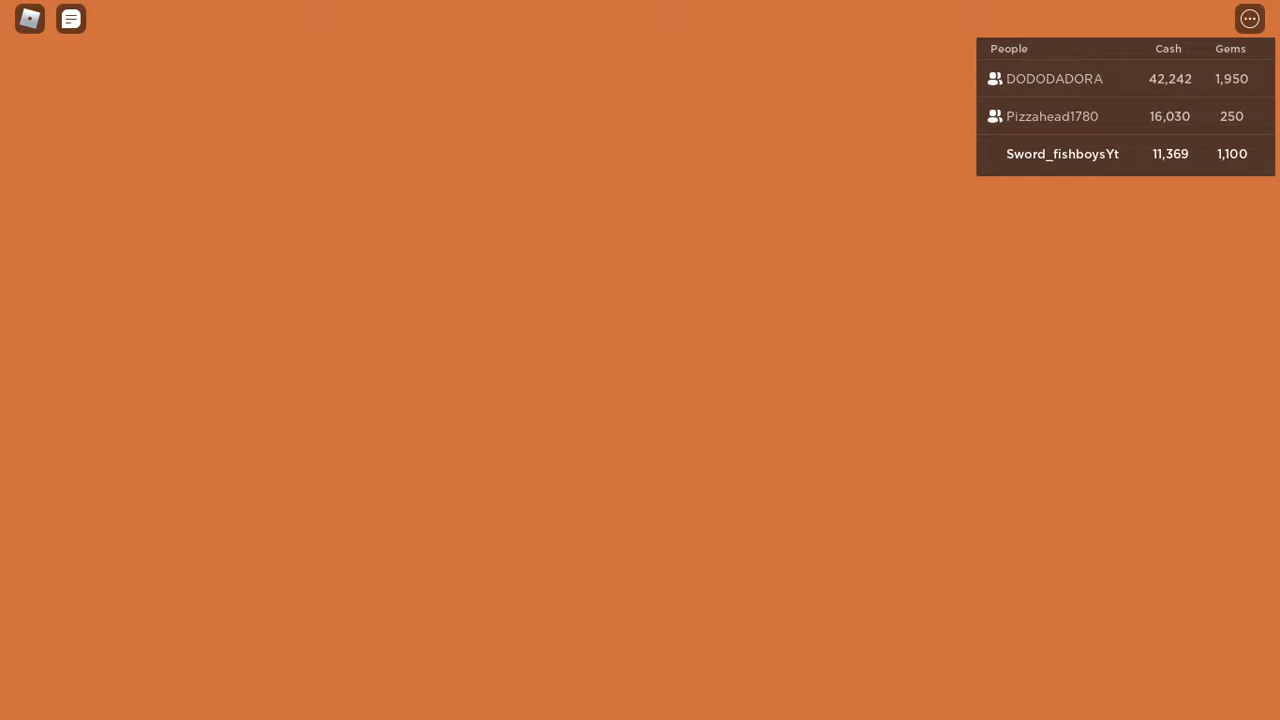 People Cash Gems
DODODADORA 42,242 1,950
Pizzahead1780 16,030 250
Sword_fishboysYt 11,369 1,100